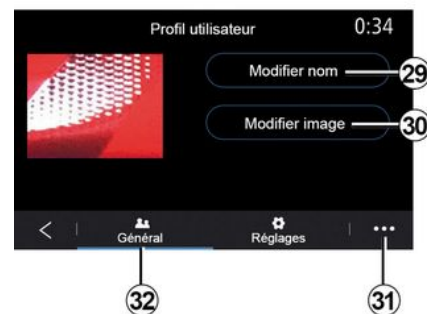 Profil utilisateur 0:34
Modifier nom 29
Modifier image 30
Général Réglages
32 31